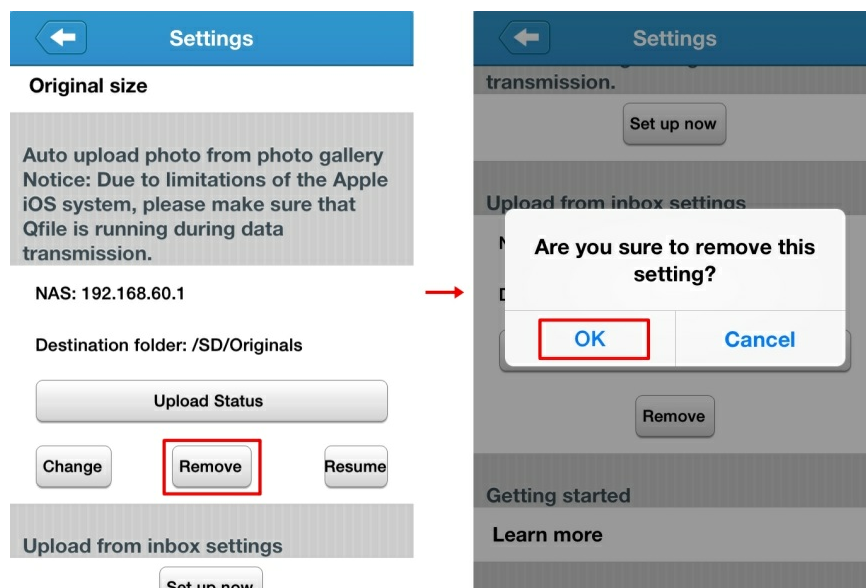 Settings
Original size
Auto upload photo from photo gallery
Notice: Due to limitations of the Apple
iOS system, please make sure that
Qfile is running during data
transmission.
NAS: 192.168.60.1
Destination folder: /SD/Originals
Upload Status
Change
Remove
Resume
Upload from inbox settings
Set up now
Settings
transmission.
Set up now
Upload from inbox settings
Are you sure to remove this
setting?
OK
Cancel
Remove
Getting started
Learn more